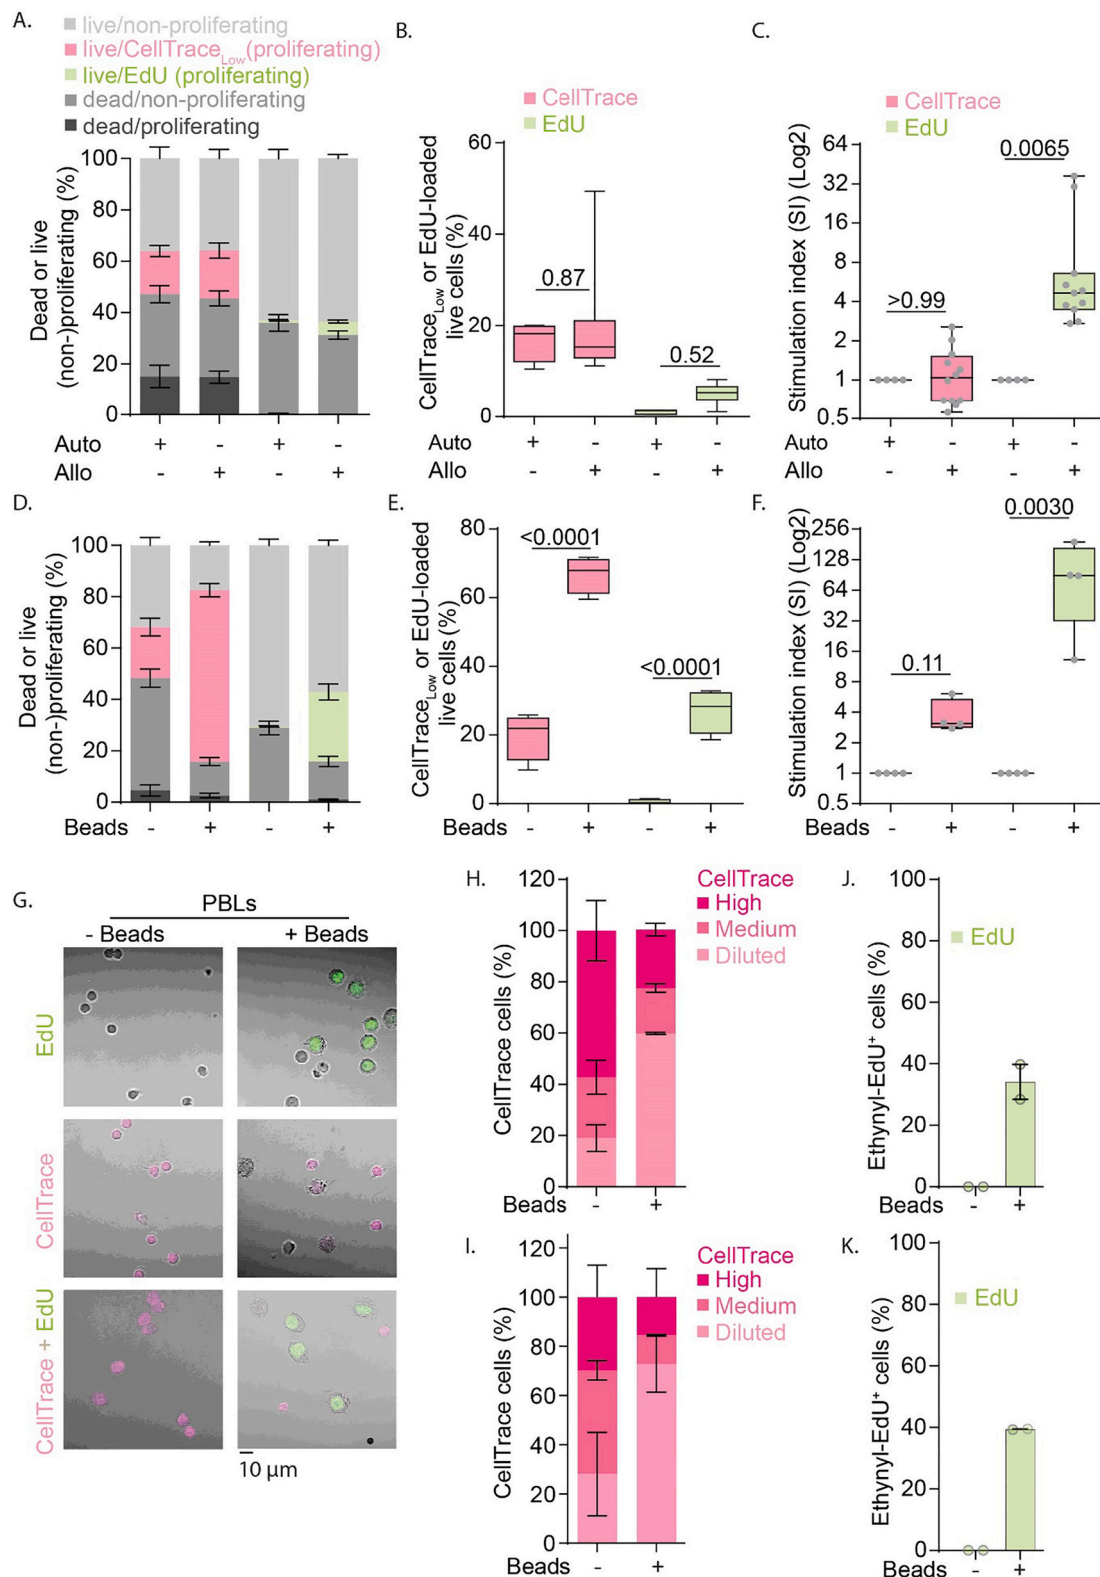 A.
live/non-proliferating
live/CellTraceLow (proliferating)
live/EdU (proliferating)
dead/non-proliferating
dead/proliferating
Dead or live
(non-)proliferating (%)
100
80
60
40
20
0
Auto + - + -
Allo - + - +
B.
CellTrace
EdU
CellTraceLow or EdU-loaded
live cells (%)
60
40
20
0
0.87
0.52
Auto + - + -
Allo - + - +
C.
CellTrace
EdU
Stimulation index (SI) (Log2)
64
32
16
8
4
2
1
0.5
>0.99
0.0065
Auto + - + -
Allo - + - +
D.
Dead or live
(non-)proliferating (%)
100
80
60
40
20
0
Beads - + - +
E.
CellTraceLow or EdU-loaded
live cells (%)
80
60
40
20
0
<0.0001
<0.0001
Beads - + - +
F.
Stimulation index (SI) (Log2)
256
128
64
32
16
8
4
2
1
0.5
0.11
0.0030
Beads - + - +
G.
PBLs
- Beads + Beads
EdU
CellTrace
CellTrace + EdU
10 µm
H.
CellTrace
High
Medium
Diluted
CellTrace cells (%)
120
100
80
60
40
20
0
Beads - +
I.
CellTrace
High
Medium
Diluted
CellTrace cells (%)
120
100
80
60
40
20
0
Beads - +
J.
EdU
Ethynyl-EdU+ cells (%)
100
80
60
40
20
0
Beads - +
K.
EdU
Ethynyl-EdU+ cells (%)
100
80
60
40
20
0
Beads - +